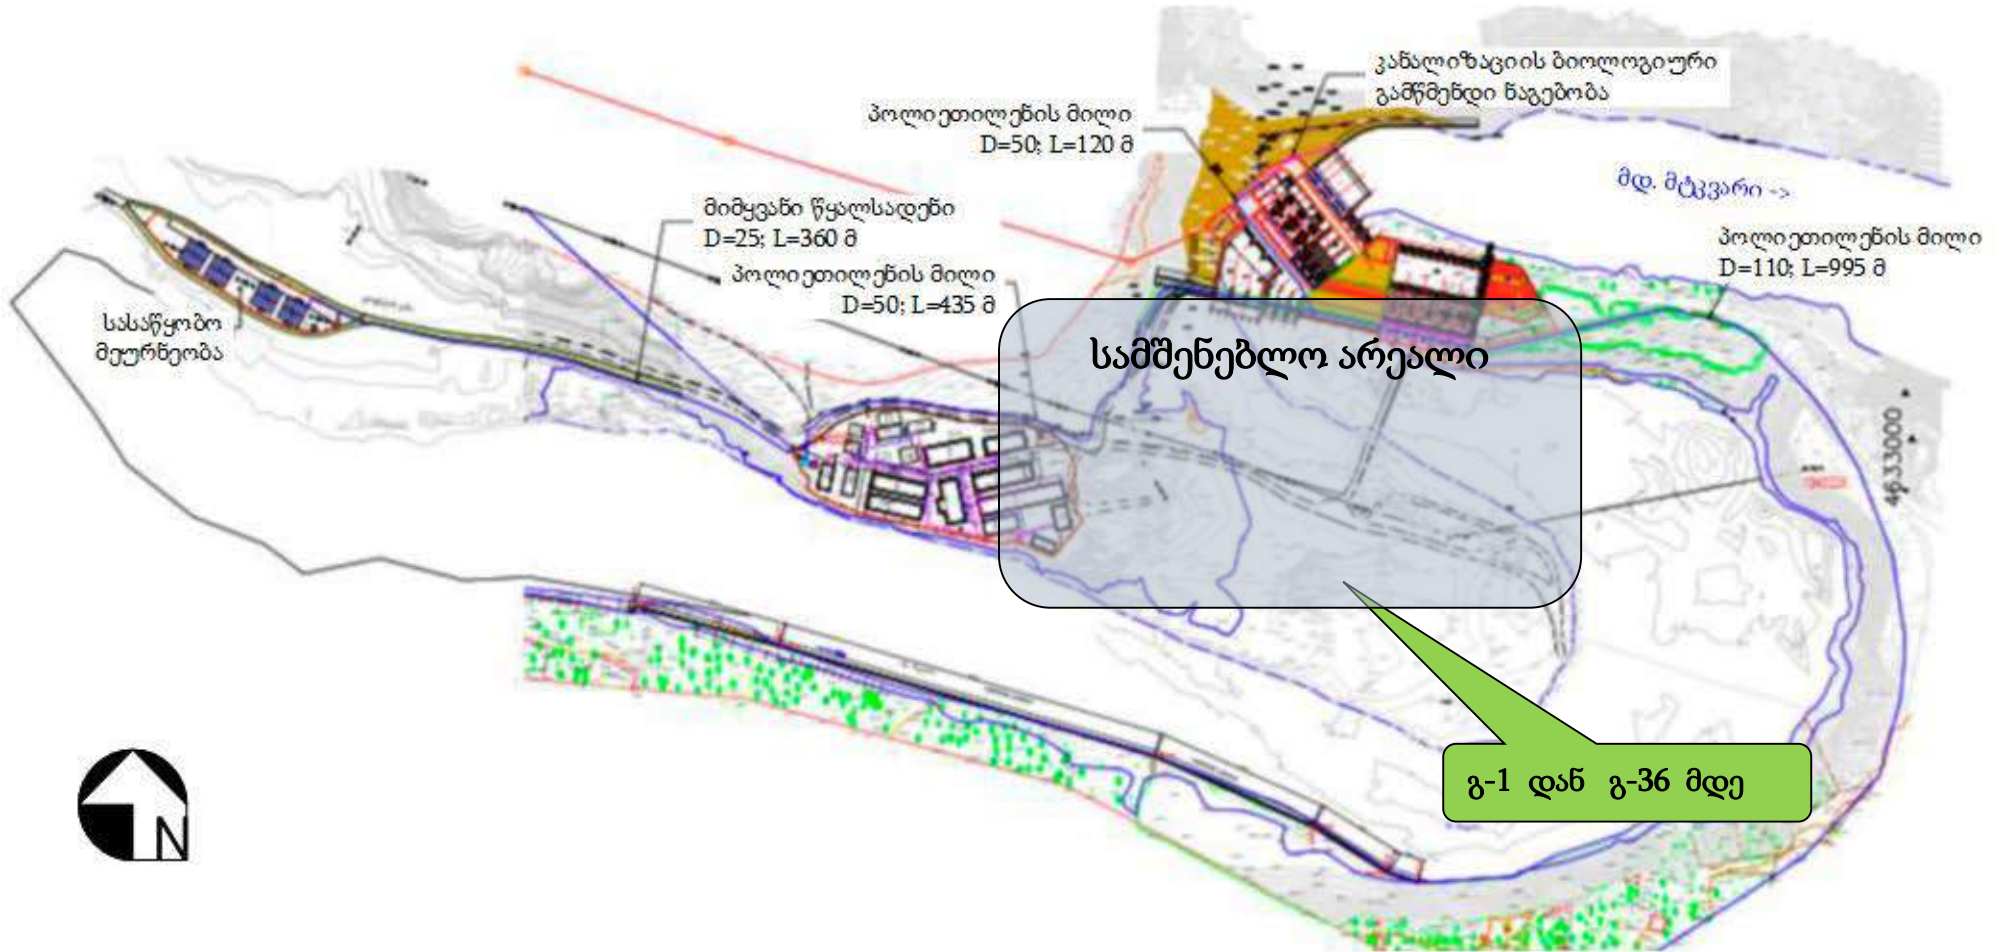 კანალიზაციის ბიოლოგიური
გამწმენდი ნაგებობა
პოლიეთილენის მილი
D=50; L=120 მ
მდ. მტკვარი ->
მიმყვანი წყალსადენი
D=25; L=360 მ
პოლიეთილენის მილი
D=110; L=995 მ
პოლიეთილენის მილი
D=50; L=435 მ
სასაწყობო
მეურნეობა
სამშენებლო არეალი
4633000
გ-1 დან გ-36 მდე
N